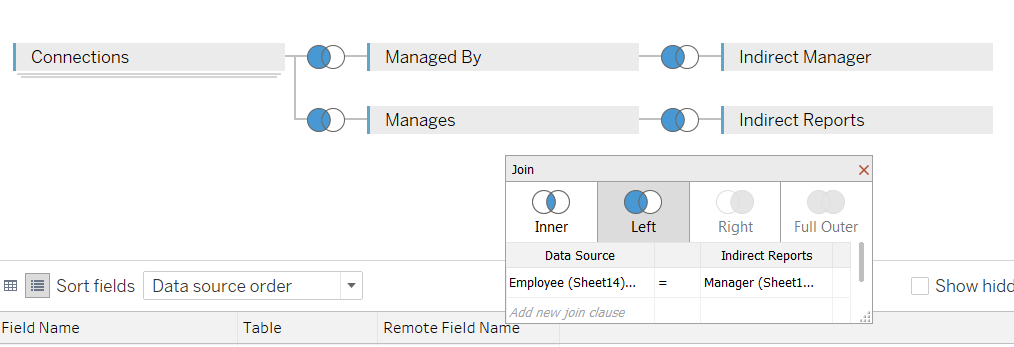 Connections
Managed By
Indirect Manager
Manages
Indirect Reports
Join
Inner
Left
Right
Full Outer
Data Source
Indirect Reports
Employee (Sheet14)...
=
Manager (Sheet1...
Add new join clause
Sort fields
Data source order
Show hidd
Field Name
Table
Remote Field Name